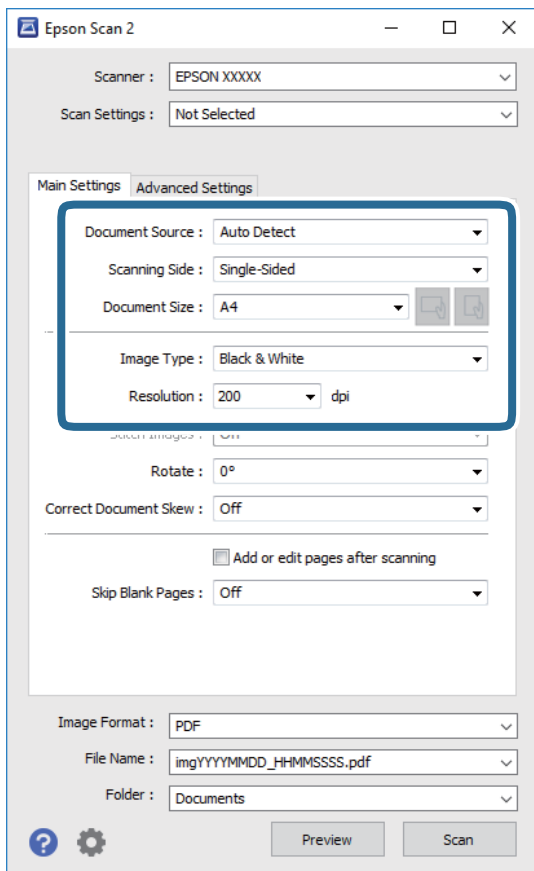 Epson Scan 2
Scanner : EPSON XXXXX
Scan Settings : Not Selected
Main Settings Advanced Settings
Document Source : Auto Detect
Scanning Side : Single-Sided
Document Size : A4
Image Type : Black & White
Resolution : 200 dpi
Rotate : 0°
Correct Document Skew : Off
Add or edit pages after scanning
Skip Blank Pages : Off
Image Format : PDF
File Name : imgYYYYMMDD_HHMMSSSS.pdf
Folder : Documents
? Preview Scan